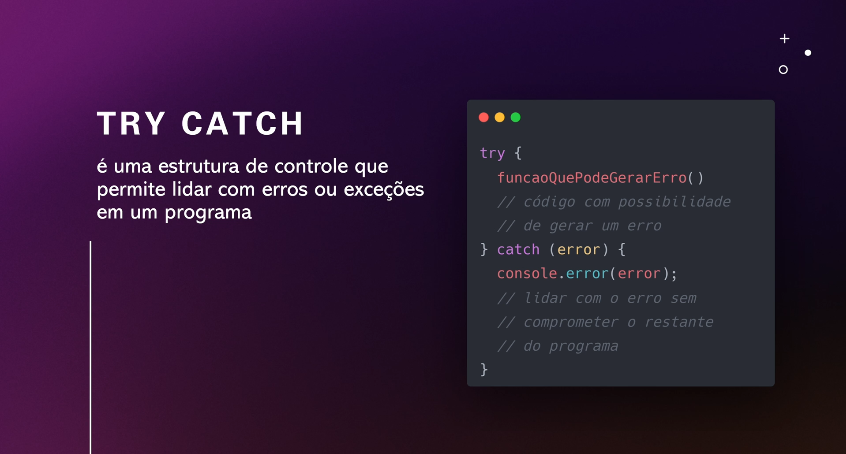 TRY CATCH
é uma estrutura de controle que
permite lidar com erros ou exceções
em um programa
try {
  funcaoQuePodeGerarErro()
  // código com possibilidade
  // de gerar um erro
} catch (error) {
  console.error(error);
  // lidar com o erro sem
  // comprometer o restante
  // do programa
}